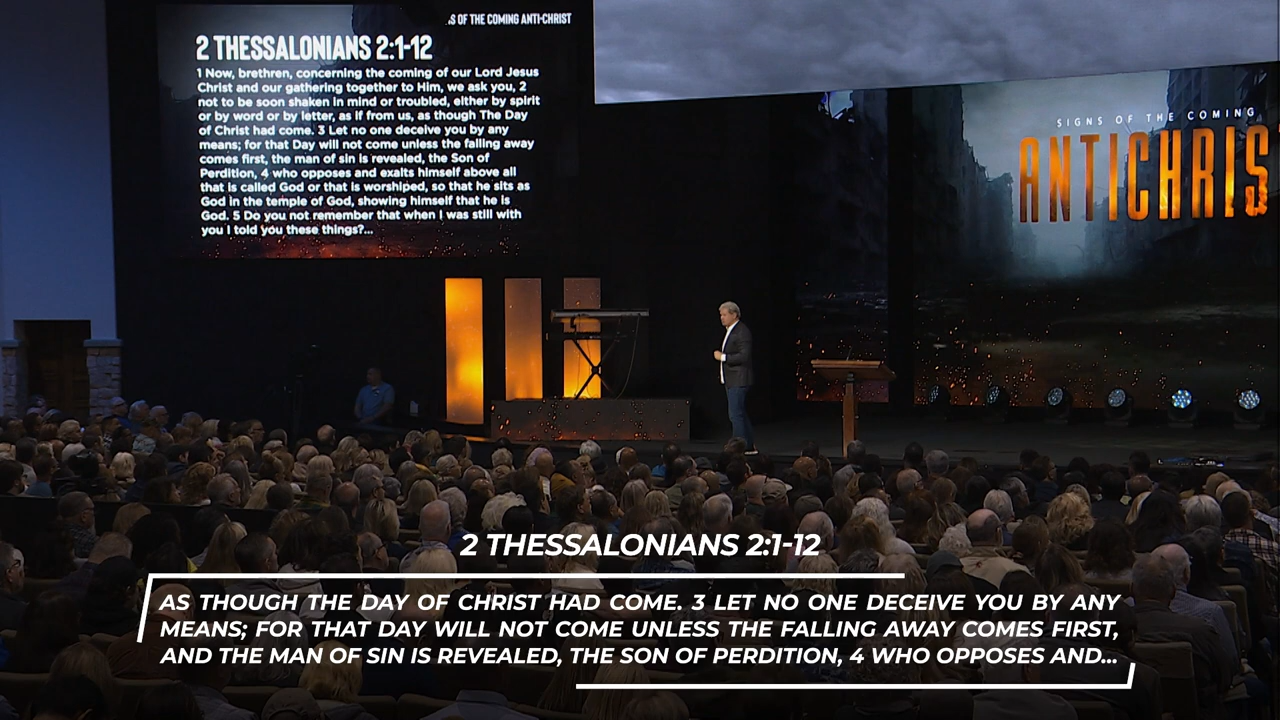 .S OF THE COMING ANTI-CHRIST
2 THESSALONIANS 2:1-12
1 Now, brethren, concerning the coming of our Lord Jesus
Christ and our gathering together to Him, we ask you, 2
not to be soon shaken in mind or troubled, either by spirit
or by word or by letter, as if from us, as though The Day
of Christ had come. 3 Let no one deceive you by any
means; for that Day will not come unless the falling away
comes first, the man of sin is revealed, the Son of
Perdition, 4 who opposes and exalts himself above all
that is called God or that is worshiped, so that he sits as
God in the temple of God, showing himself that he is
God. 5 Do you not remember that when I was still with
you I told you these things?...
SIGNS OF THE COMING
ANTICHRIS
2 THESSALONIANS 2:1-12
AS THOUGH THE DAY OF CHRIST HAD COME. 3 LET NO ONE DECEIVE YOU BY ANY
MEANS; FOR THAT DAY WILL NOT COME UNLESS THE FALLING AWAY COMES FIRST,
AND THE MAN OF SIN IS REVEALED, THE SON OF PERDITION, 4 WHO OPPOSES AND...